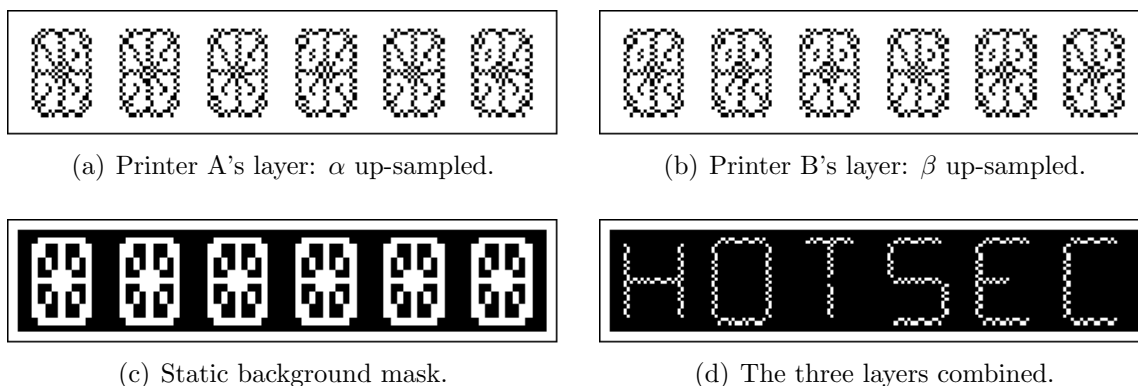 (a) Printer A's layer: α up-sampled.
(b) Printer B's layer: β up-sampled.
HOTSEC
(c) Static background mask.
(d) The three layers combined.